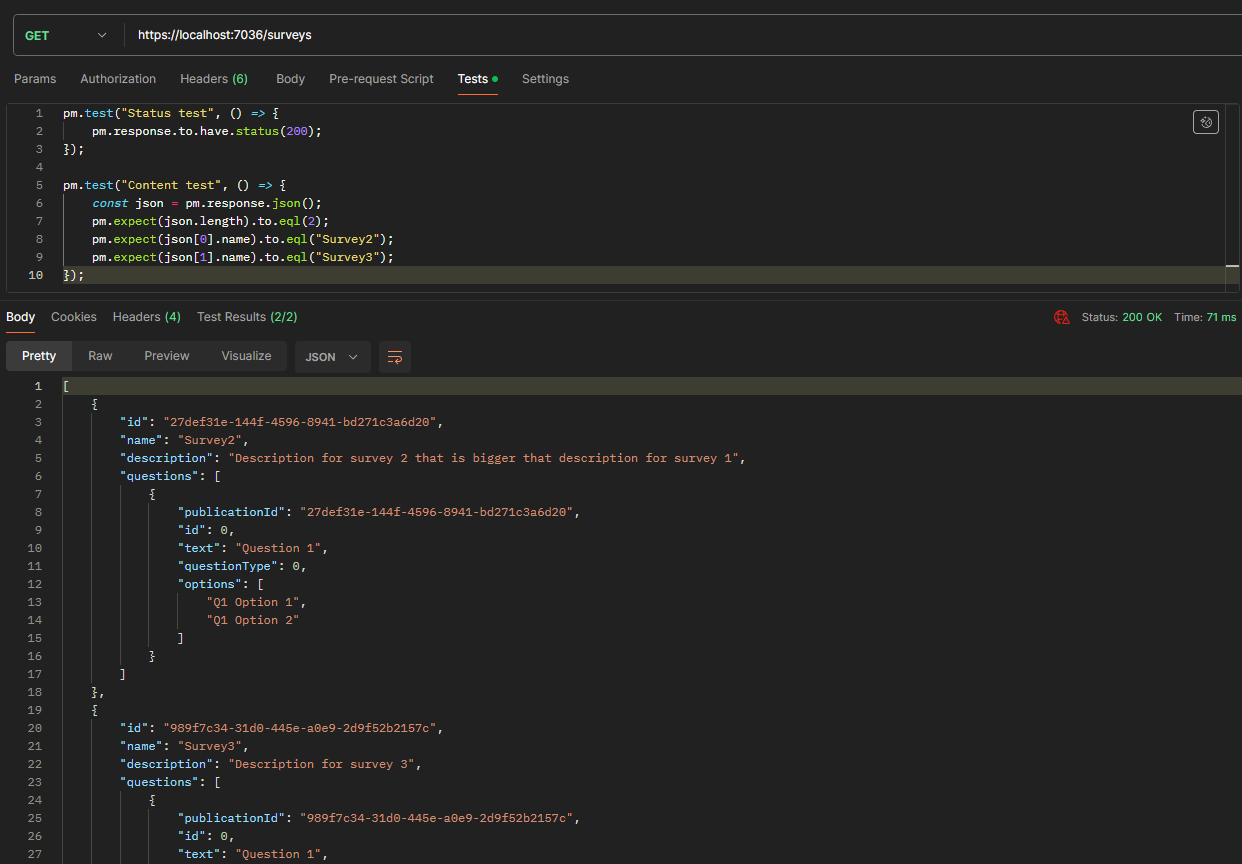 GET https://localhost:7036/surveys
Params Authorization Headers (6) Body Pre-request Script Tests Settings
1 pm.test("Status test", () => {
2 pm.response.to.have.status(200);
3 });
4
5 pm.test("Content test", () => {
6 const json = pm.response.json();
7 pm.expect(json.length).to.eql(2);
8 pm.expect(json[0].name).to.eql("Survey2");
9 pm.expect(json[1].name).to.eql("Survey3");
10 });
Body Cookies Headers (4) Test Results (2/2) Status: 200 OK Time: 71 ms
Pretty Raw Preview Visualize JSON
1 [
2 {
3 "id": "27def31e-144f-4596-8941-bd271c3a6d20",
4 "name": "Survey2",
5 "description": "Description for survey 2 that is bigger that description for survey 1",
6 "questions": [
7 {
8 "publicationId": "27def31e-144f-4596-8941-bd271c3a6d20",
9 "id": 0,
10 "text": "Question 1",
11 "questionType": 0,
12 "options": [
13 "Q1 Option 1",
14 "Q1 Option 2"
15 ]
16 }
17 ]
18 },
19 {
20 "id": "989f7c34-31d0-445e-a0e9-2d9f52b2157c",
21 "name": "Survey3",
22 "description": "Description for survey 3",
23 "questions": [
24 {
25 "publicationId": "989f7c34-31d0-445e-a0e9-2d9f52b2157c",
26 "id": 0,
27 "text": "Question 1",